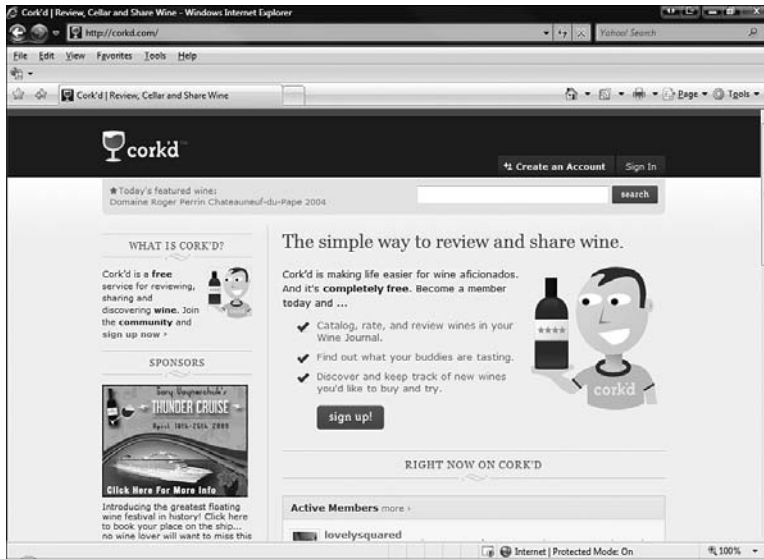 Cork'd | Review, Cellar and Share Wine - Windows Internet Explorer
http://corkd.com/
Yahoo! Search
File Edit View Favorites Tools Help
Cork'd | Review, Cellar and Share Wine
Page Tools
cork'd
Create an Account Sign In
Today's featured wine:
Domaine Roger Perrin Chateauneuf-du-Pape 2004
search
WHAT IS CORK'D?
Cork'd is a free
service for reviewing,
sharing and
discovering wine. Join
the community and
sign up now ›
SPONSORS
Gary Vaynerchuk's
THUNDER CRUISE
April 18th-25th 2009
Click Here For More Info
Introducing the greatest floating
wine festival in history! Click here
to book your place on the ship...
no wine lover will want to miss this
The simple way to review and share wine.
Cork'd is making life easier for wine aficionados.
And it's completely free. Become a member
today and ...
Catalog, rate, and review wines in your
Wine Journal.
Find out what your buddies are tasting.
Discover and keep track of new wines
you'd like to buy and try.
sign up!
cork'd
RIGHT NOW ON CORK'D
Active Members more ›
lovelysquared
Internet | Protected Mode: On
100%